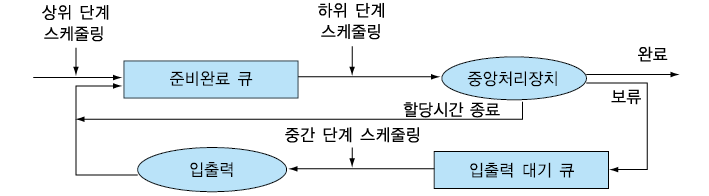 상위 단계
스케줄링
하위 단계
스케줄링
완료
준비완료 큐
중앙처리장치
보류
할당시간 종료
중간 단계 스케줄링
입출력
입출력 대기 큐